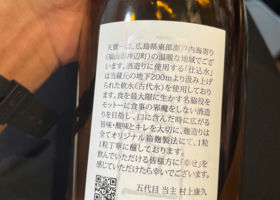 天寶一は、広島県東部瀬戸内海寄り
(福山市神辺町)の温暖な地域でござ
います。酒造りに使用する「仕込水」
は当蔵元の地下200mより汲み上げ
られた軟水(古代水)を使用しており
ます。食を最大限に生かす名脇役を
モットーに食事の邪魔をしない酒造
りを目指し、口に含んだ時に広がる
旨味・酸味とキレを大切に、麹造りは
全てオリジナル箱麹製法にて、1粒
1粒丁寧に醸しております。
飲んでいただける皆様方に「幸せ」を
感じていただけたら幸いでございます。
五代目 当主 村上康久